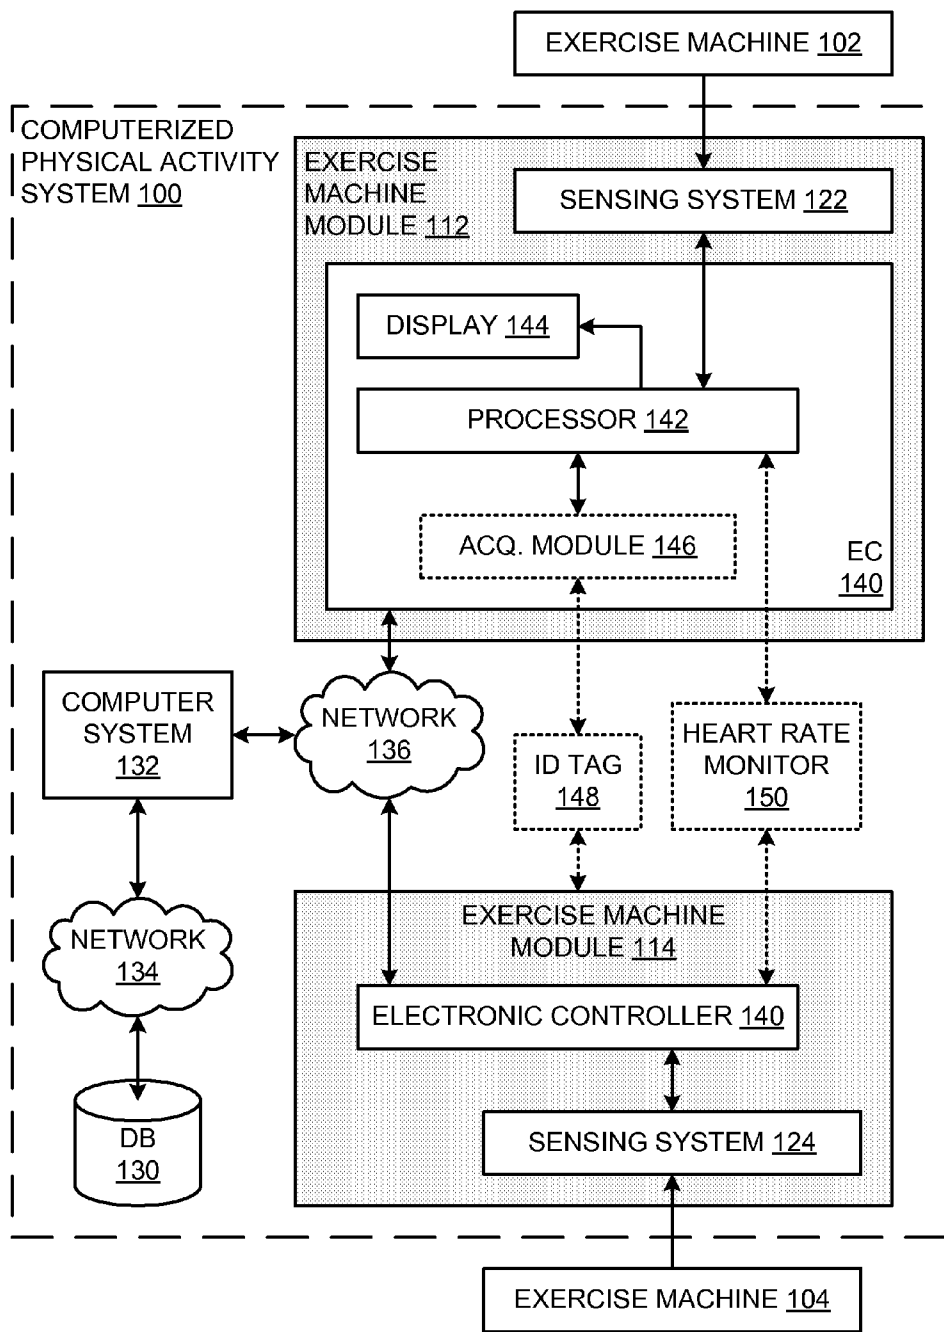 EXERCISE MACHINE 102
COMPUTERIZED
PHYSICAL ACTIVITY
SYSTEM 100
EXERCISE
MACHINE
MODULE 112
SENSING SYSTEM 122
DISPLAY 144
PROCESSOR 142
ACQ. MODULE 146
EC
140
COMPUTER
SYSTEM
132
NETWORK
136
ID TAG
148
HEART RATE
MONITOR
150
NETWORK
134
EXERCISE MACHINE
MODULE 114
ELECTRONIC CONTROLLER 140
DB
130
SENSING SYSTEM 124
EXERCISE MACHINE 104